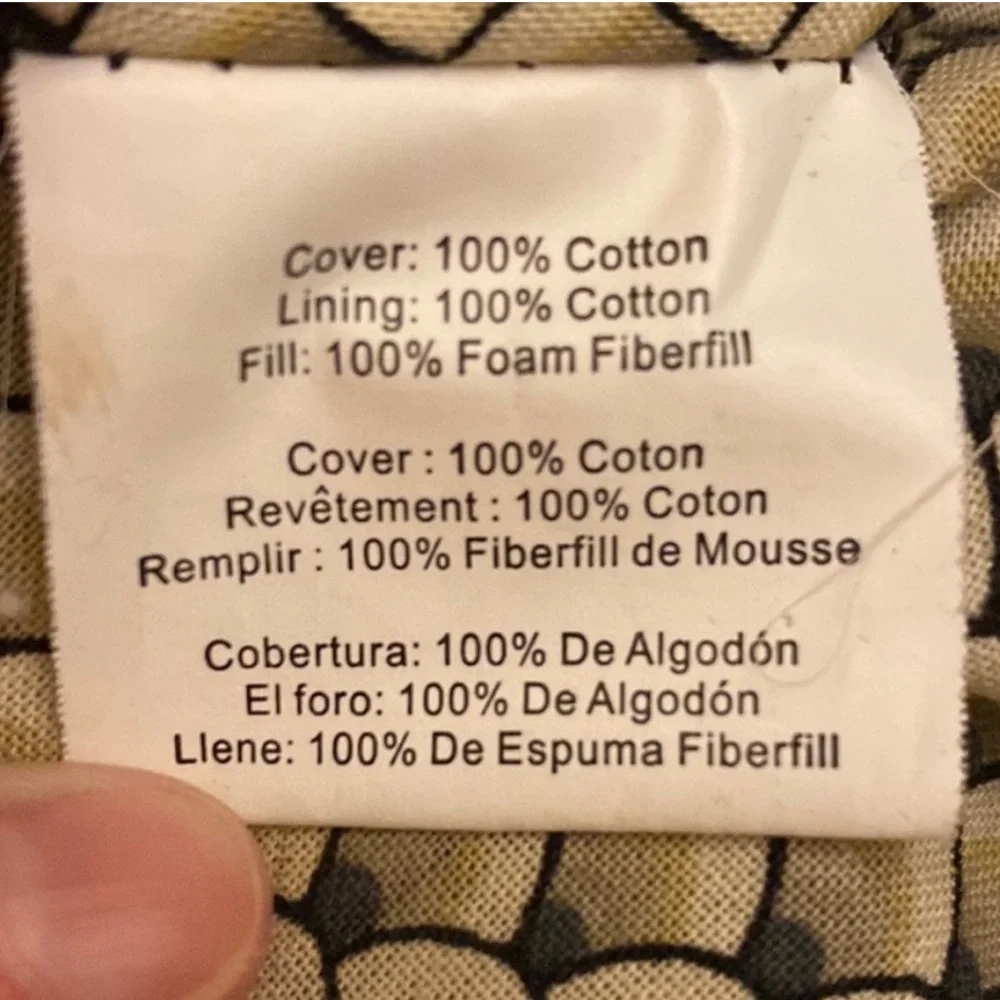 Cover: 100% Cotton
Lining: 100% Cotton
Fill: 100% Foam Fiberfill
Cover : 100% Coton
Revêtement : 100% Coton
Remplir : 100% Fiberfill de Mousse
Cobertura: 100% De Algodón
El foro: 100% De Algodón
Llene: 100% De Espuma Fiberfill